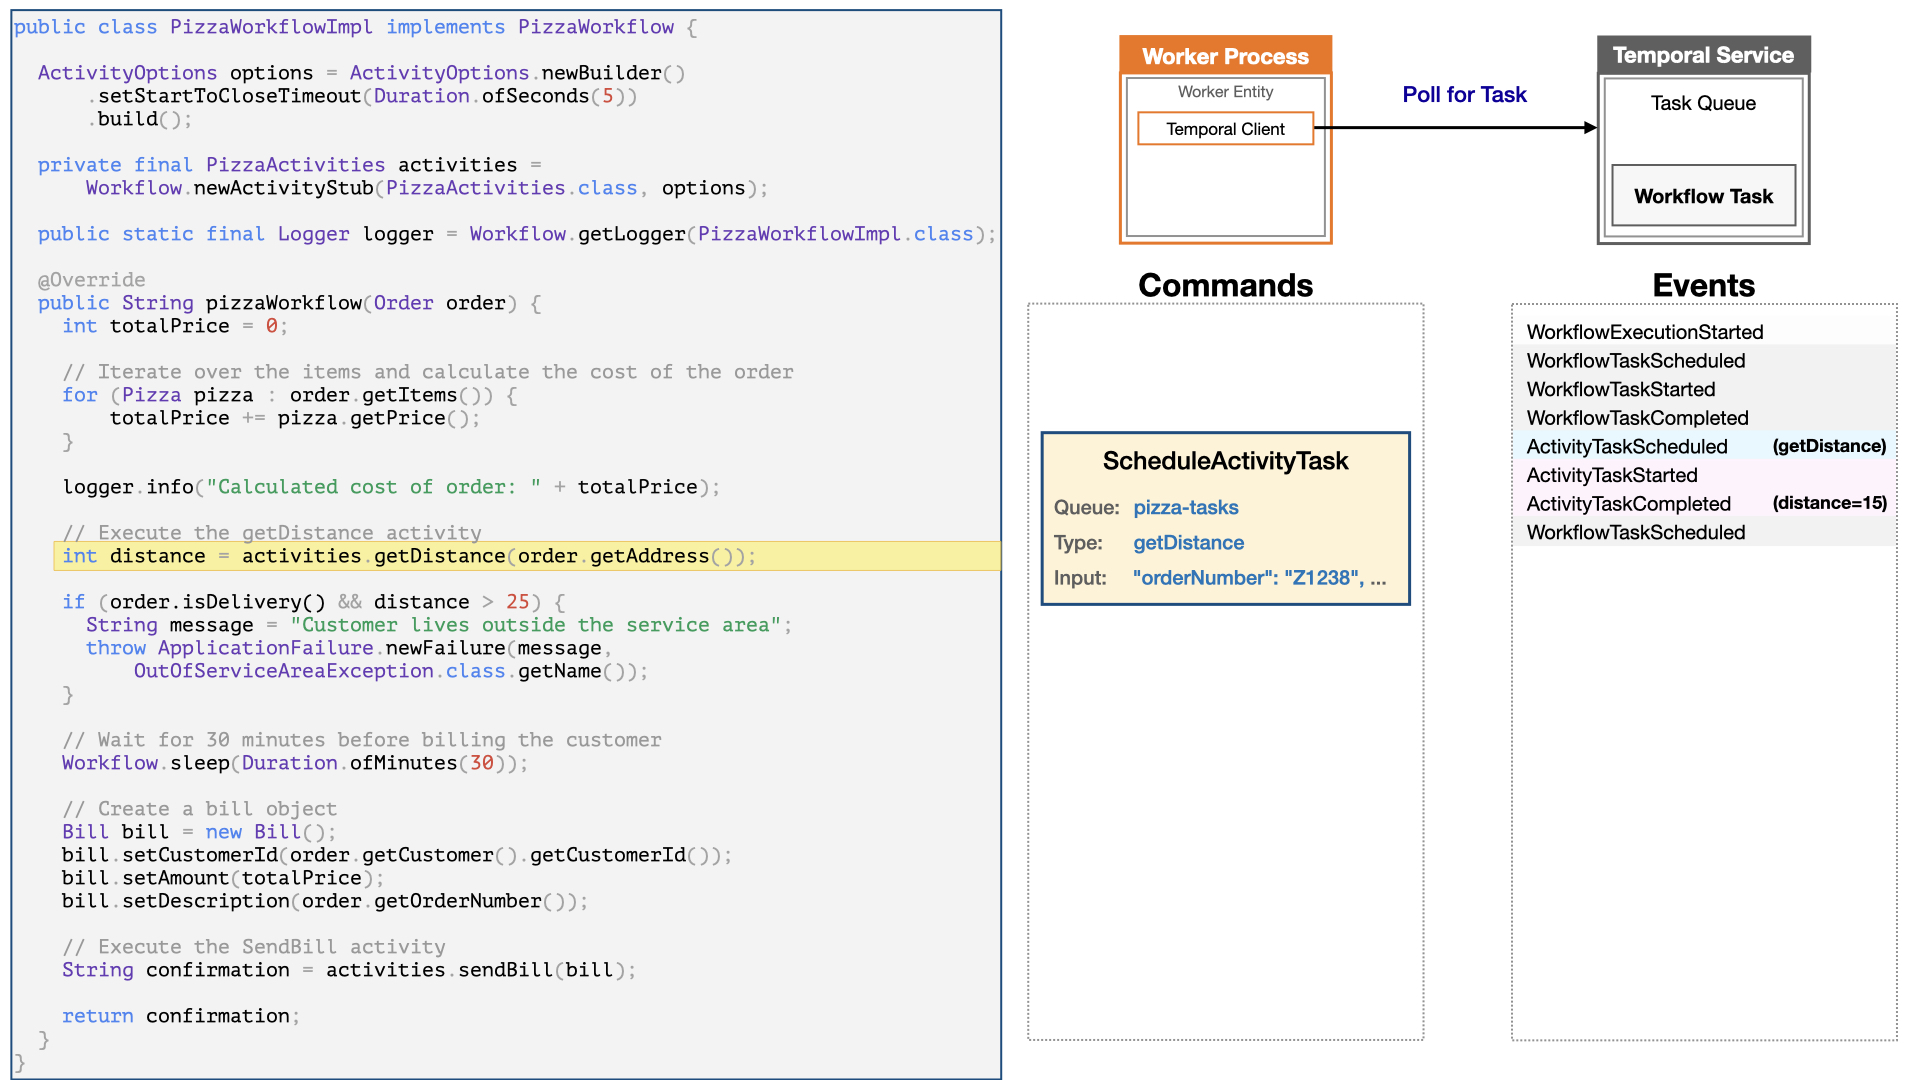 public class PizzaWorkflowImpl implements PizzaWorkflow {
ActivityOptions options = ActivityOptions.newBuilder()
.setStartToCloseTimeout(Duration.ofSeconds(5))
.build();
private final PizzaActivities activities =
Workflow.newActivityStub(PizzaActivities.class, options);
public static final Logger logger = Workflow.getLogger(PizzaWorkflowImpl.class);
@Override
public String pizzaWorkflow(Order order) {
int totalPrice = 0;
// Iterate over the items and calculate the cost of the order
for (Pizza pizza : order.getItems()) {
totalPrice += pizza.getPrice();
}
logger.info("Calculated cost of order: " + totalPrice);
// Execute the getDistance activity
int distance = activities.getDistance(order.getAddress());
if (order.isDelivery() && distance > 25) {
String message = "Customer lives outside the service area";
throw ApplicationFailure.newFailure(message,
OutOfServiceAreaException.class.getName());
}
// Wait for 30 minutes before billing the customer
Workflow.sleep(Duration.ofMinutes(30));
// Create a bill object
Bill bill = new Bill();
bill.setCustomerId(order.getCustomer().getCustomerId());
bill.setAmount(totalPrice);
bill.setDescription(order.getOrderNumber());
// Execute the SendBill activity
String confirmation = activities.sendBill(bill);
return confirmation;
}
}
Worker Process
Worker Entity
Temporal Client
Poll for Task
Temporal Service
Task Queue
Workflow Task
Commands
ScheduleActivityTask
Queue: pizza-tasks
Type: getDistance
Input: "orderNumber": "Z1238", ...
Events
WorkflowExecutionStarted
WorkflowTaskScheduled
WorkflowTaskStarted
WorkflowTaskCompleted
ActivityTaskScheduled (getDistance)
ActivityTaskStarted
ActivityTaskCompleted (distance=15)
WorkflowTaskScheduled